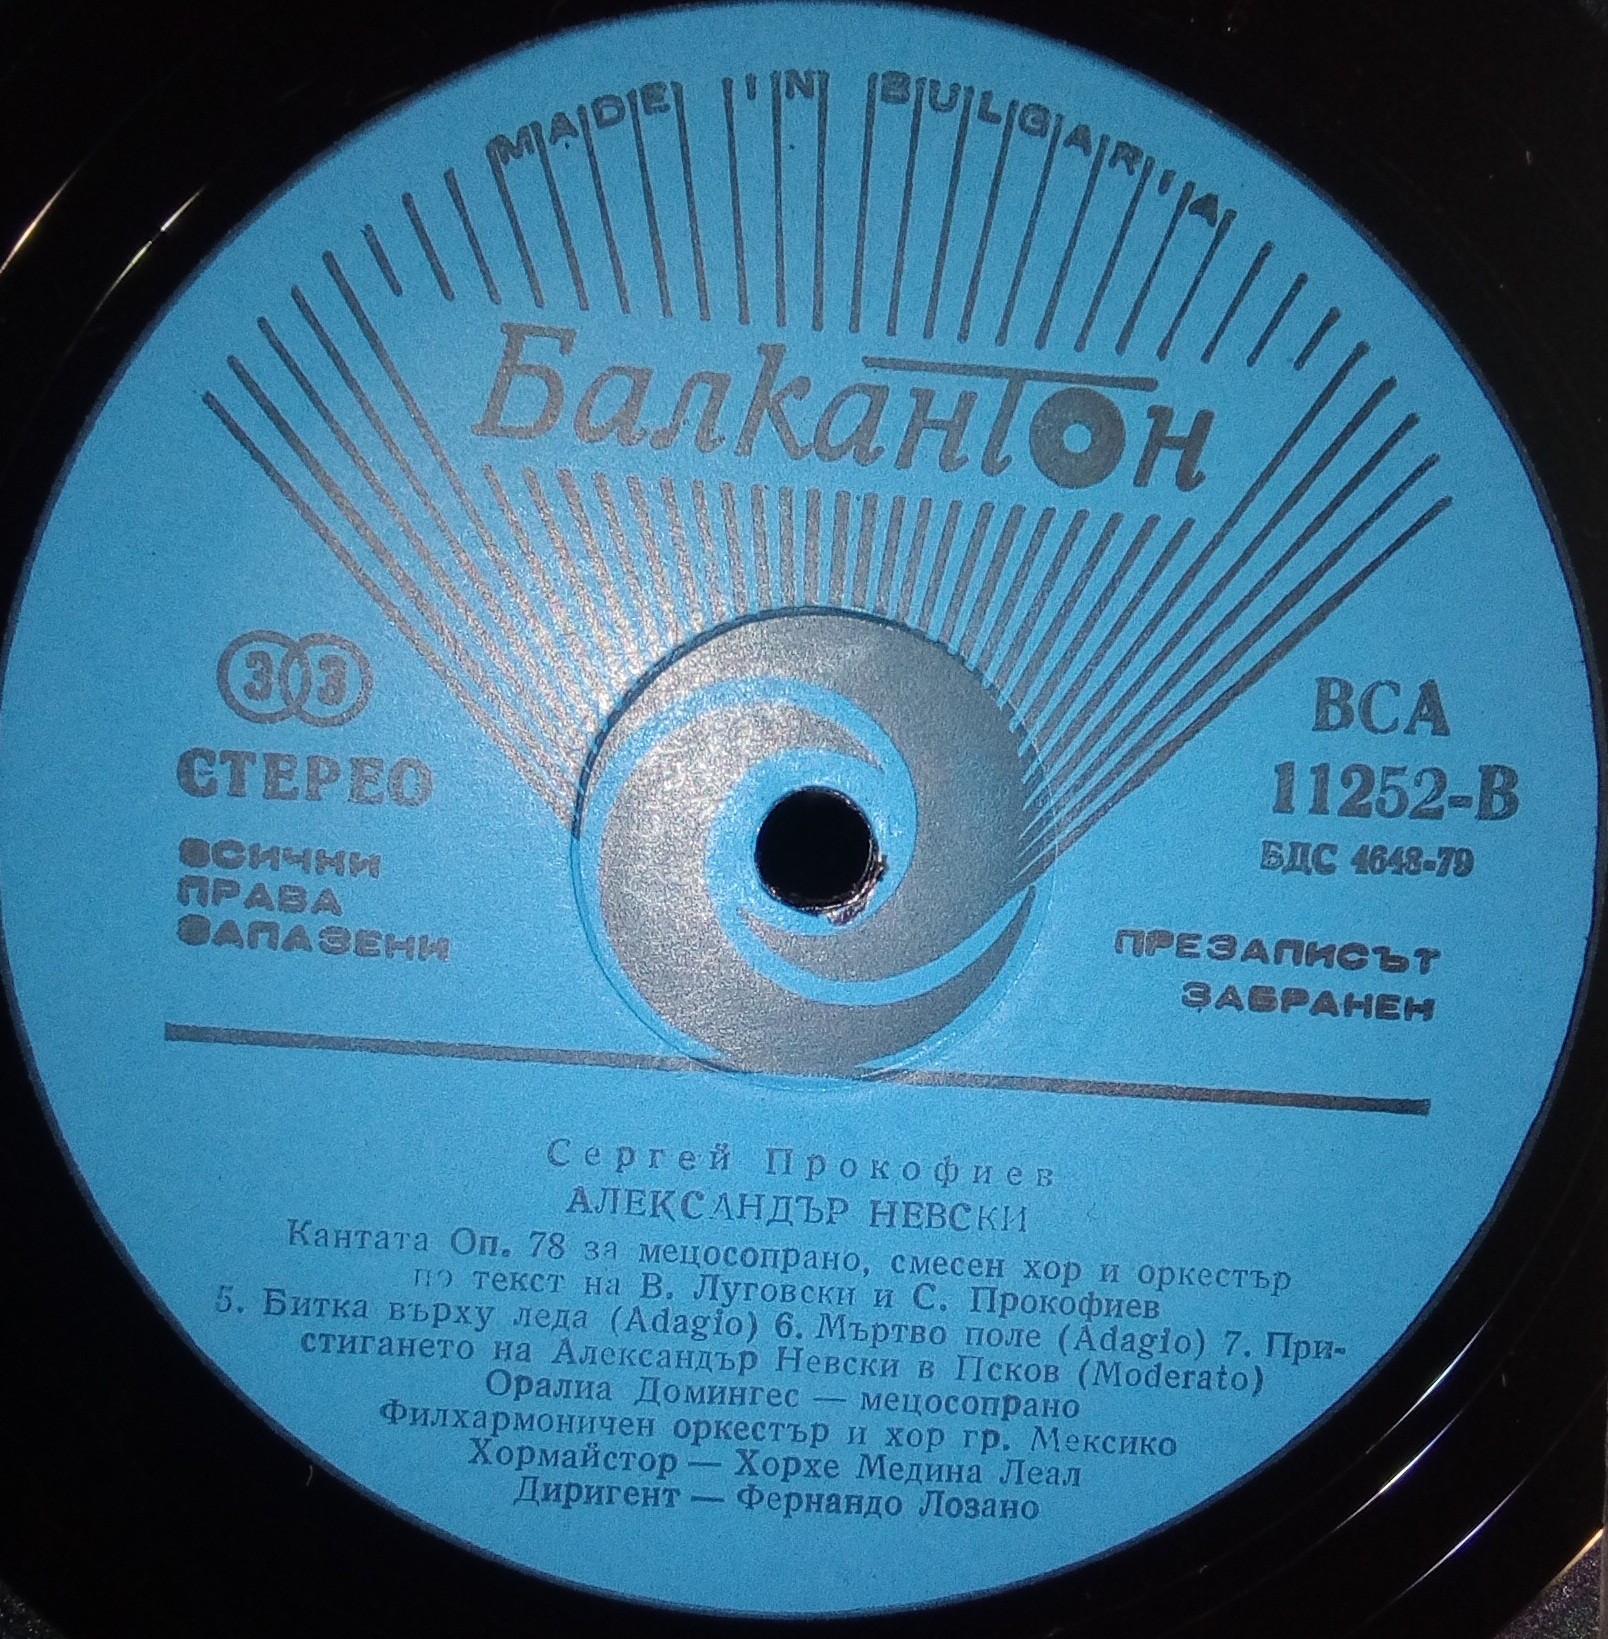 MADE IN BULGARIA
Балкантон
33
СТЕРЕО
ВСИЧКИ
ПРАВА
ЗАПАЗЕНИ
ВСА
11252-В
БДС 4648-79
ПРЕЗАПИСЪТ
ЗАБРАНЕН
Сергей Прокофиев
АЛЕКСАНДЪР НЕВСКИ
Кантата Оп. 78 за мецосопрано, смесен хор и оркестър
по текст на В. Луговски и С. Прокофиев
5. Битка върху леда (Adagio) 6. Мъртво поле (Adagio) 7. При-
стигането на Александър Невски в Псков (Moderato)
Оралиа Домингес — мецосопрано
Филхармоничен оркестър и хор гр. Мексико
Хормайстор — Хорхе Медина Леал
Диригент — Фернандо Лозано